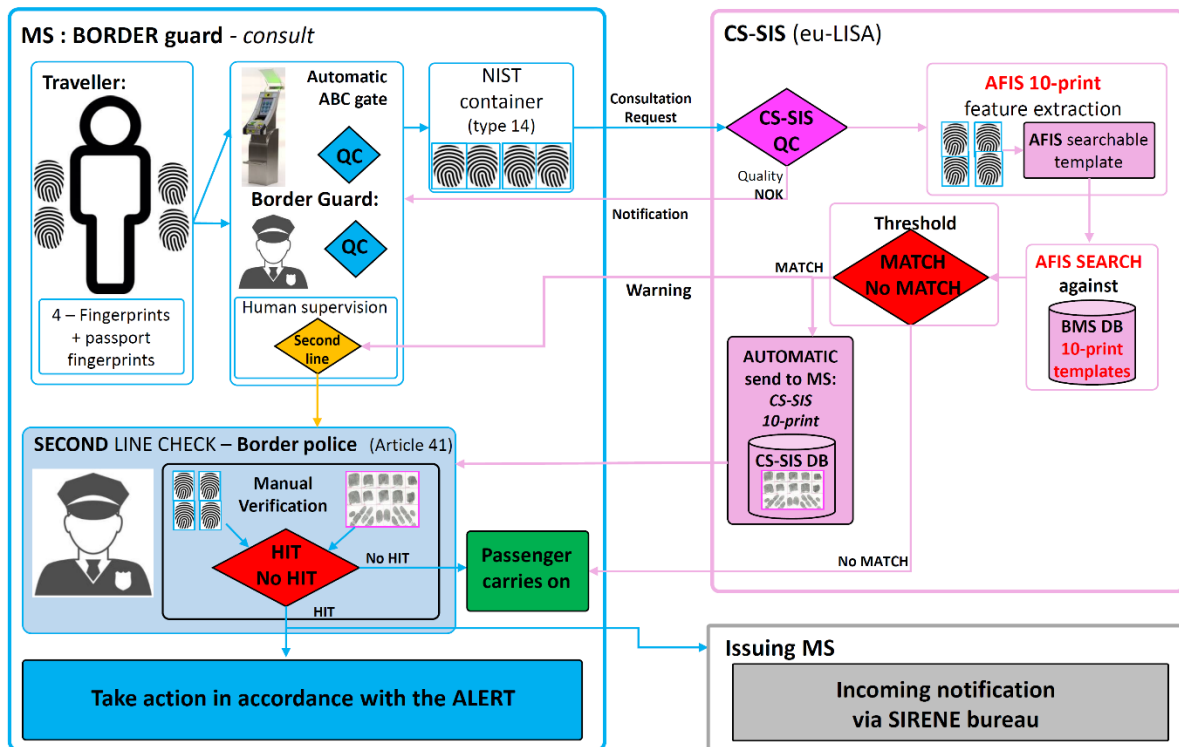 MS : BORDER guard - consult
Traveller:
4 – Fingerprints
+ passport
fingerprints
Automatic
ABC gate
QC
Border Guard:
QC
Human supervision
Second
line
NIST
container
(type 14)
Consultation
Request
Notification
Warning
CS-SIS (eu-LISA)
CS-SIS
QC
Quality
NOK
AFIS 10-print
feature extraction
AFIS searchable
template
Threshold
MATCH
No MATCH
MATCH
AFIS SEARCH
against
BMS DB
10-print
templates
AUTOMATIC
send to MS:
CS-SIS
10-print
CS-SIS DB
No MATCH
SECOND LINE CHECK – Border police (Article 41)
Manual
Verification
HIT
No HIT
No HIT
HIT
Passenger
carries on
Take action in accordance with the ALERT
Issuing MS
Incoming notification
via SIRENE bureau